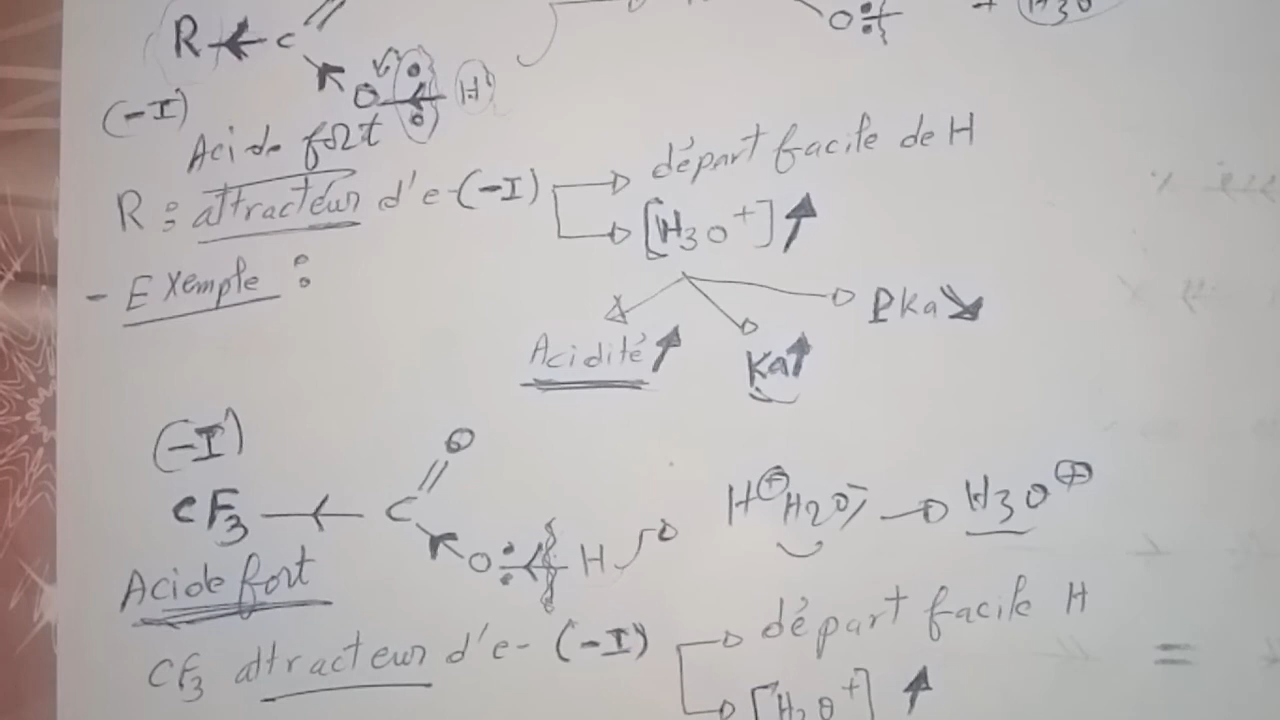 R ← C
O + H3O
(-I) O H
Acide fort
départ facile de H
R : attracteur d'e-(-I)
[H3O+] ↑
- Exemple :
Acidité ↑ Ka ↑ PKa ↘
(-I) O
CF3 ← C
O : H H⊕ H2O → H3O⊕
Acide fort
départ facile H
CF3 attracteur d'e- (-I)
[H3O+] ↑